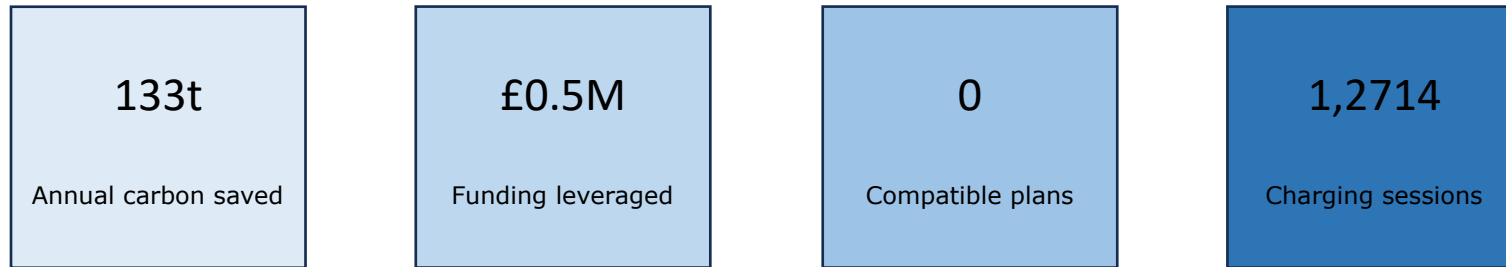 133t
Annual carbon saved
£0.5M
Funding leveraged
0
Compatible plans
1,2714
Charging sessions